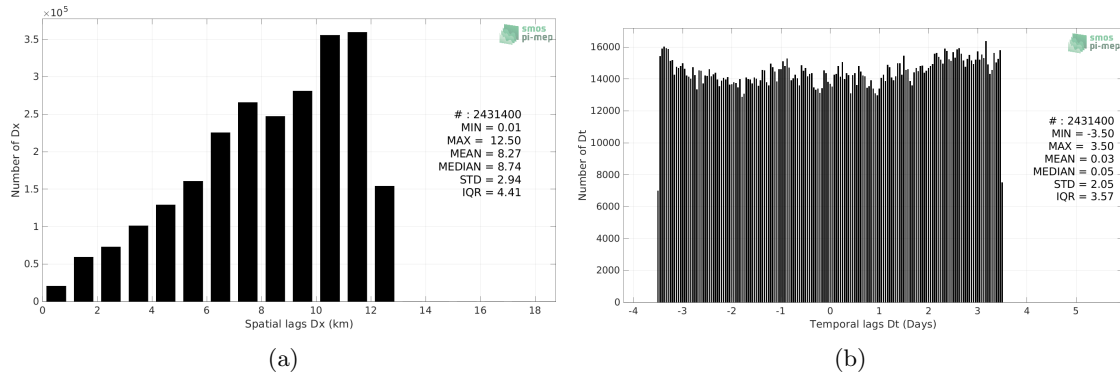 ×10⁵
3.5
3
2.5
2
1.5
1
0.5
0
Number of Dx
0 2 4 6 8 10 12 14 16 18
Spatial lags Dx (km)
smos
pi-mep
# : 2431400
MIN = 0.01
MAX = 12.50
MEAN = 8.27
MEDIAN = 8.74
STD = 2.94
IQR = 4.41
(a)
16000
14000
12000
10000
8000
6000
4000
2000
0
Number of Dt
-4 -3 -2 -1 0 1 2 3 4 5
Temporal lags Dt (Days)
smos
pi-mep
# : 2431400
MIN = -3.50
MAX = 3.50
MEAN = 0.03
MEDIAN = 0.05
STD = 2.05
IQR = 3.57
(b)